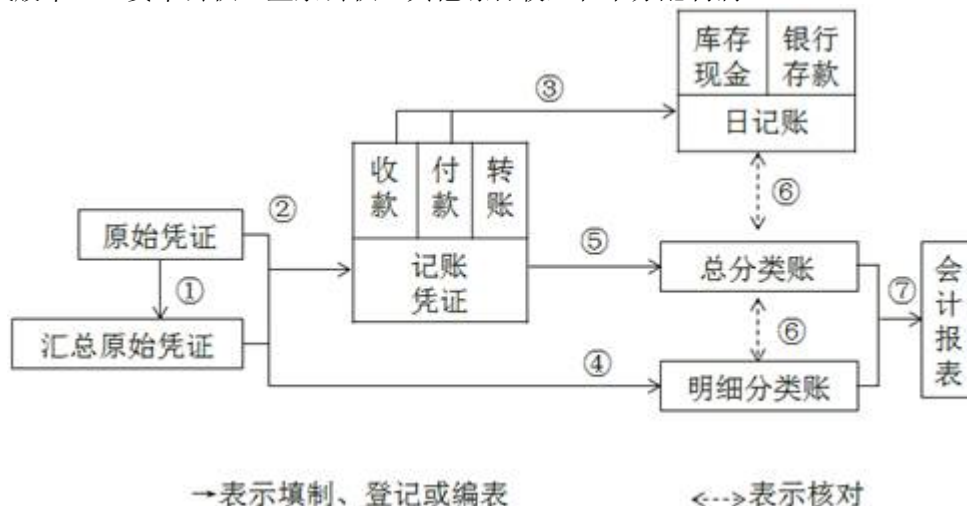 库存
现金
银行
存款
日记账
③
收
款
付
款
转
账
记账
凭证
②
原始凭证
①
汇总原始凭证
⑥
⑤
总分类账
⑥
④
明细分类账
⑦
会
计
报
表
→表示填制、登记或编表
<--->表示核对